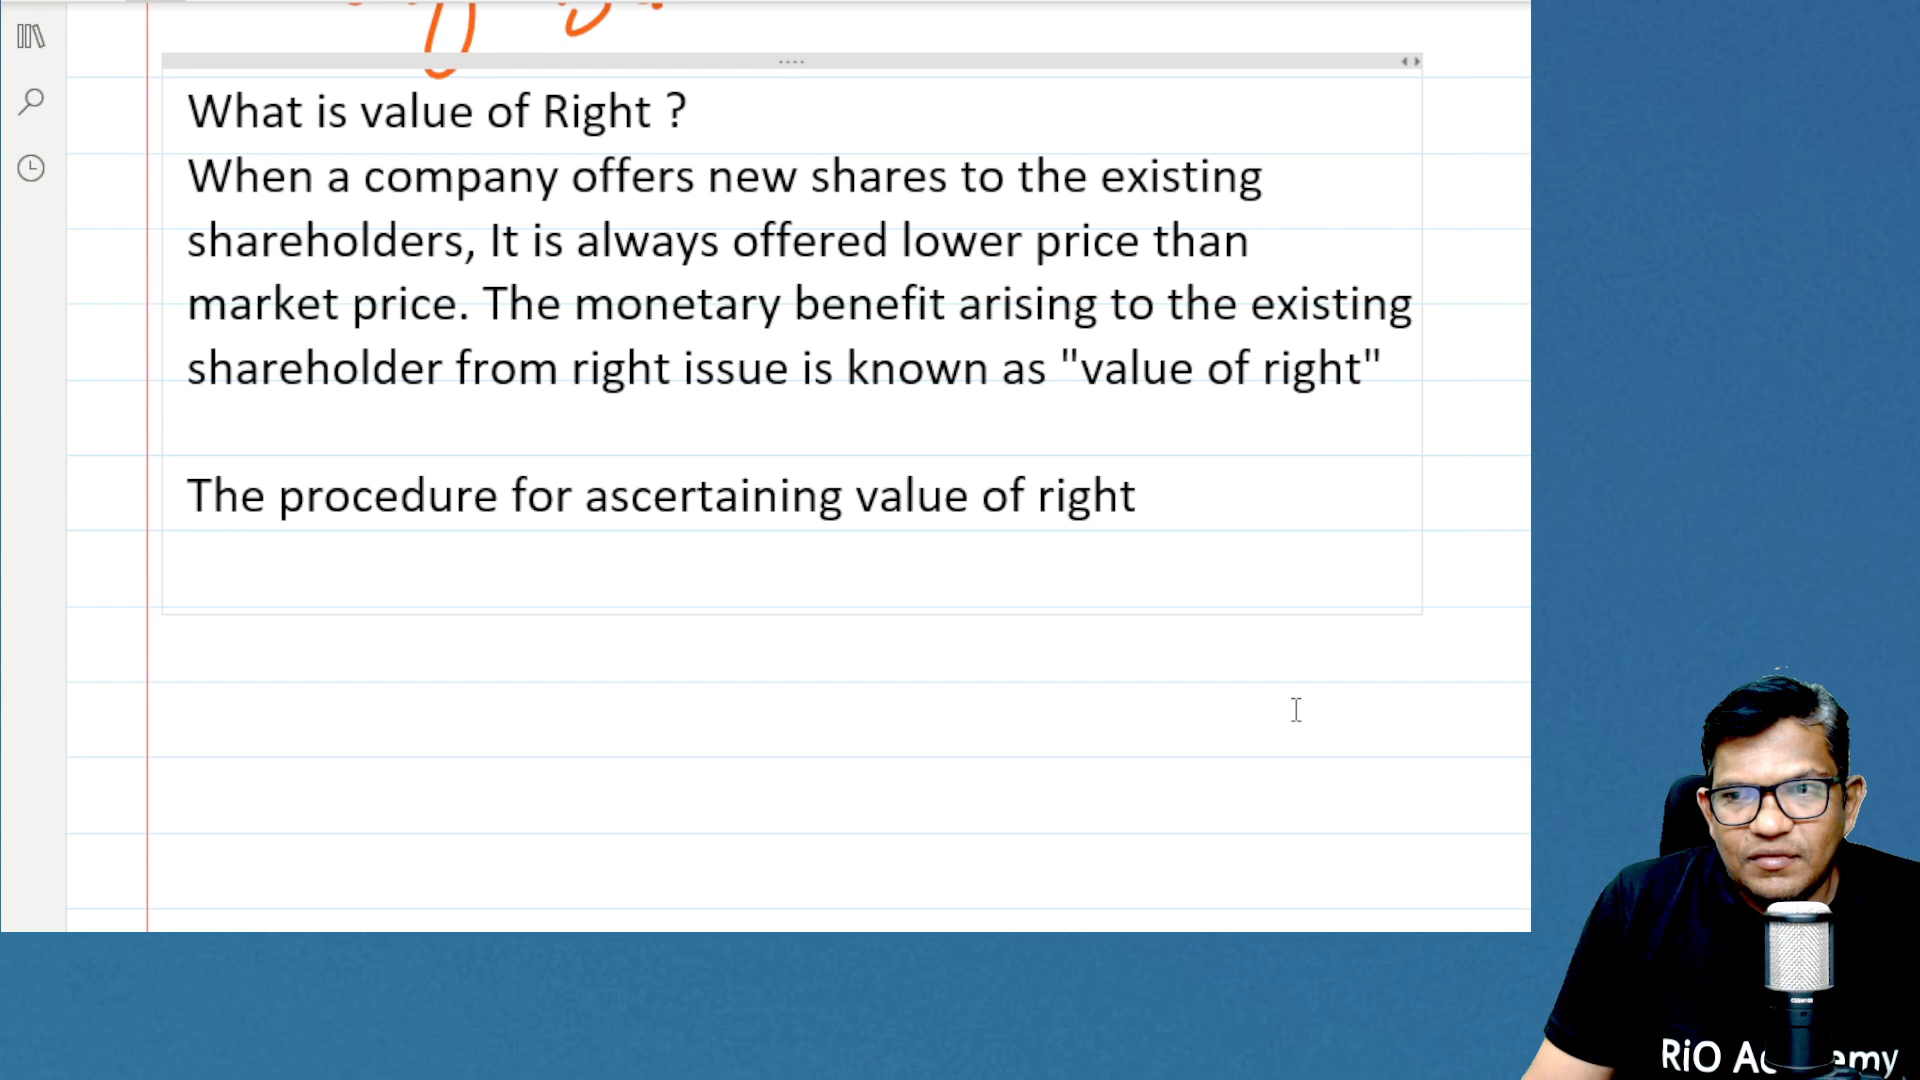 What is value of Right ?
When a company offers new shares to the existing
shareholders, It is always offered lower price than
market price. The monetary benefit arising to the existing
shareholder from right issue is known as "value of right"
The procedure for ascertaining value of right
RiO